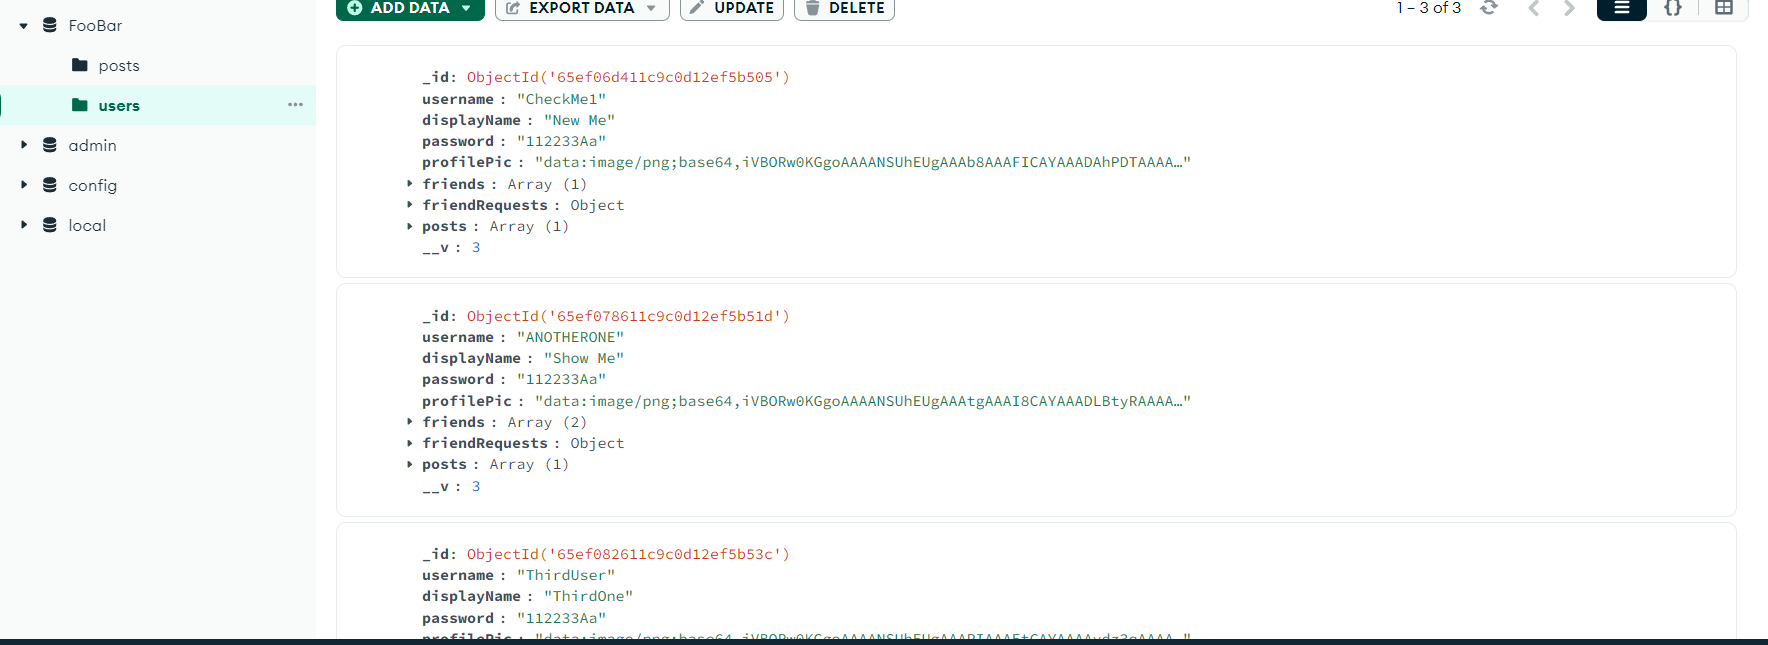 FooBar
posts
users
admin
config
local
ADD DATA
EXPORT DATA
UPDATE
DELETE
1 – 3 of 3
{}
_id: ObjectId('65ef06d411c9c0d12ef5b505')
username : "CheckMe1"
displayName : "New Me"
password : "112233Aa"
profilePic : "data:image/png;base64,iVBORw0KGgoAAAANSUhEUgAAAb8AAAFICAYAAADAhPDTAAAA…"
friends : Array (1)
friendRequests : Object
posts : Array (1)
__v : 3
_id: ObjectId('65ef078611c9c0d12ef5b51d')
username : "ANOTHERONE"
displayName : "Show Me"
password : "112233Aa"
profilePic : "data:image/png;base64,iVBORw0KGgoAAAANSUhEUgAAAtgAAAI8CAYAAADLBtyRAAAA…"
friends : Array (2)
friendRequests : Object
posts : Array (1)
__v : 3
_id: ObjectId('65ef082611c9c0d12ef5b53c')
username : "ThirdUser"
displayName : "ThirdOne"
password : "112233Aa"
profilePic :